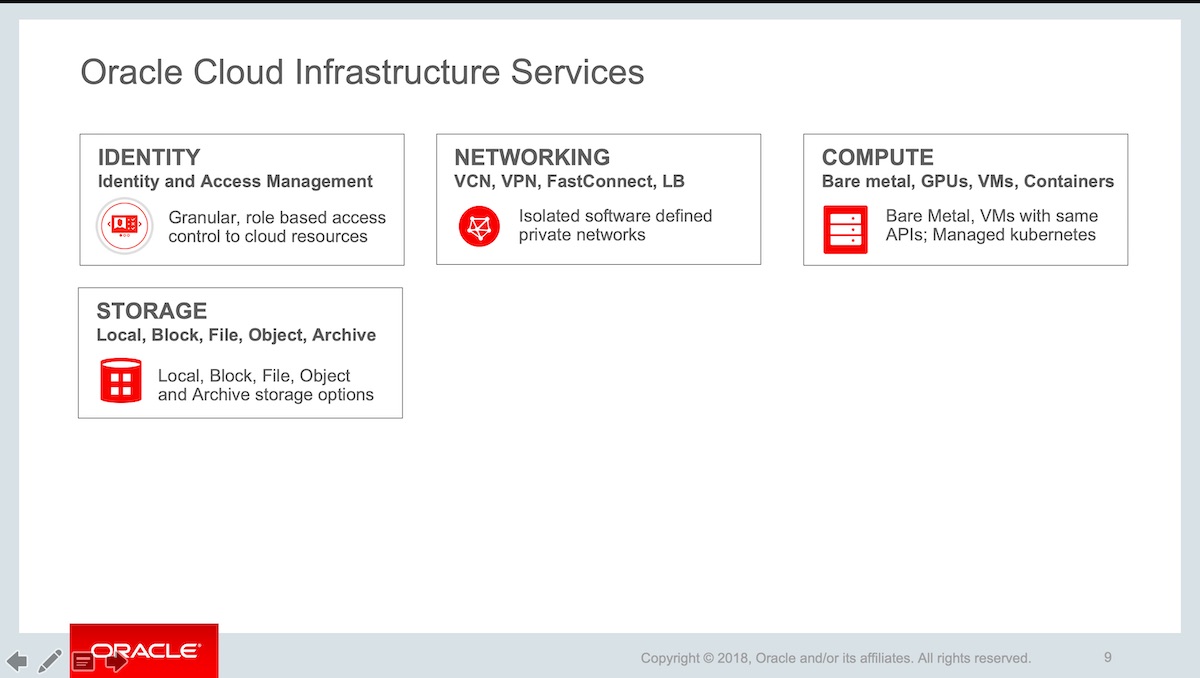 Oracle Cloud Infrastructure Services
IDENTITY
Identity and Access Management
Granular, role based access
control to cloud resources
NETWORKING
VCN, VPN, FastConnect, LB
Isolated software defined
private networks
COMPUTE
Bare metal, GPUs, VMs, Containers
Bare Metal, VMs with same
APIs; Managed kubernetes
STORAGE
Local, Block, File, Object, Archive
Local, Block, File, Object
and Archive storage options
ORACLE®
Copyright © 2018, Oracle and/or its affiliates. All rights reserved.
9